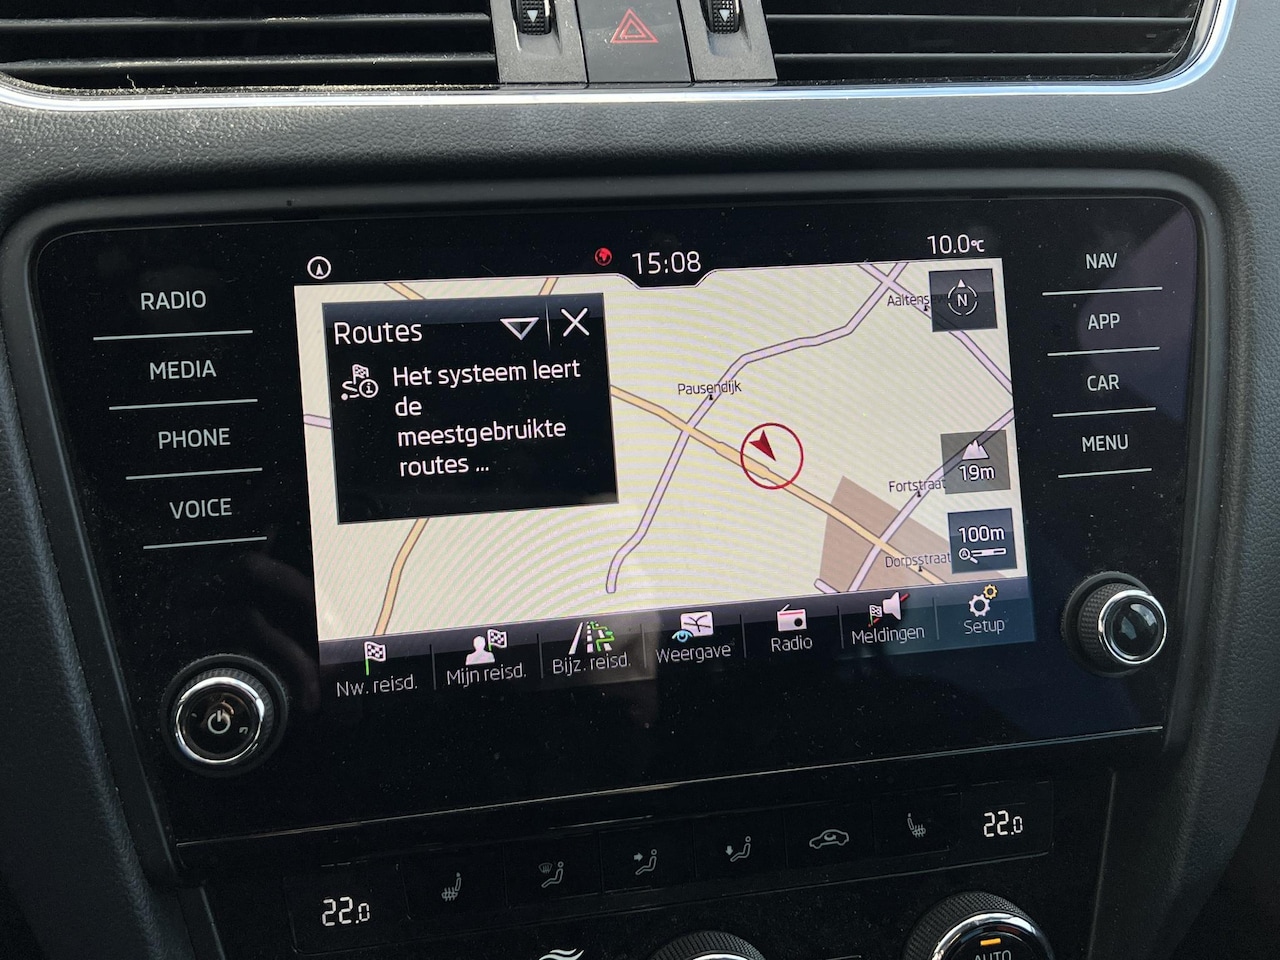 15:08
10.0°C
RADIO
MEDIA
PHONE
VOICE
NAV
APP
CAR
MENU
Routes
Het systeem leert
de
meestgebruikte
routes ...
N
Pausendijk
19m
Fortstraat
100m
Dorpsstraat
Nw. reisd.
Mijn reisd.
Bijz. reisd.
Weergave
Radio
Meldingen
Setup
22.0
22.0
AUTO